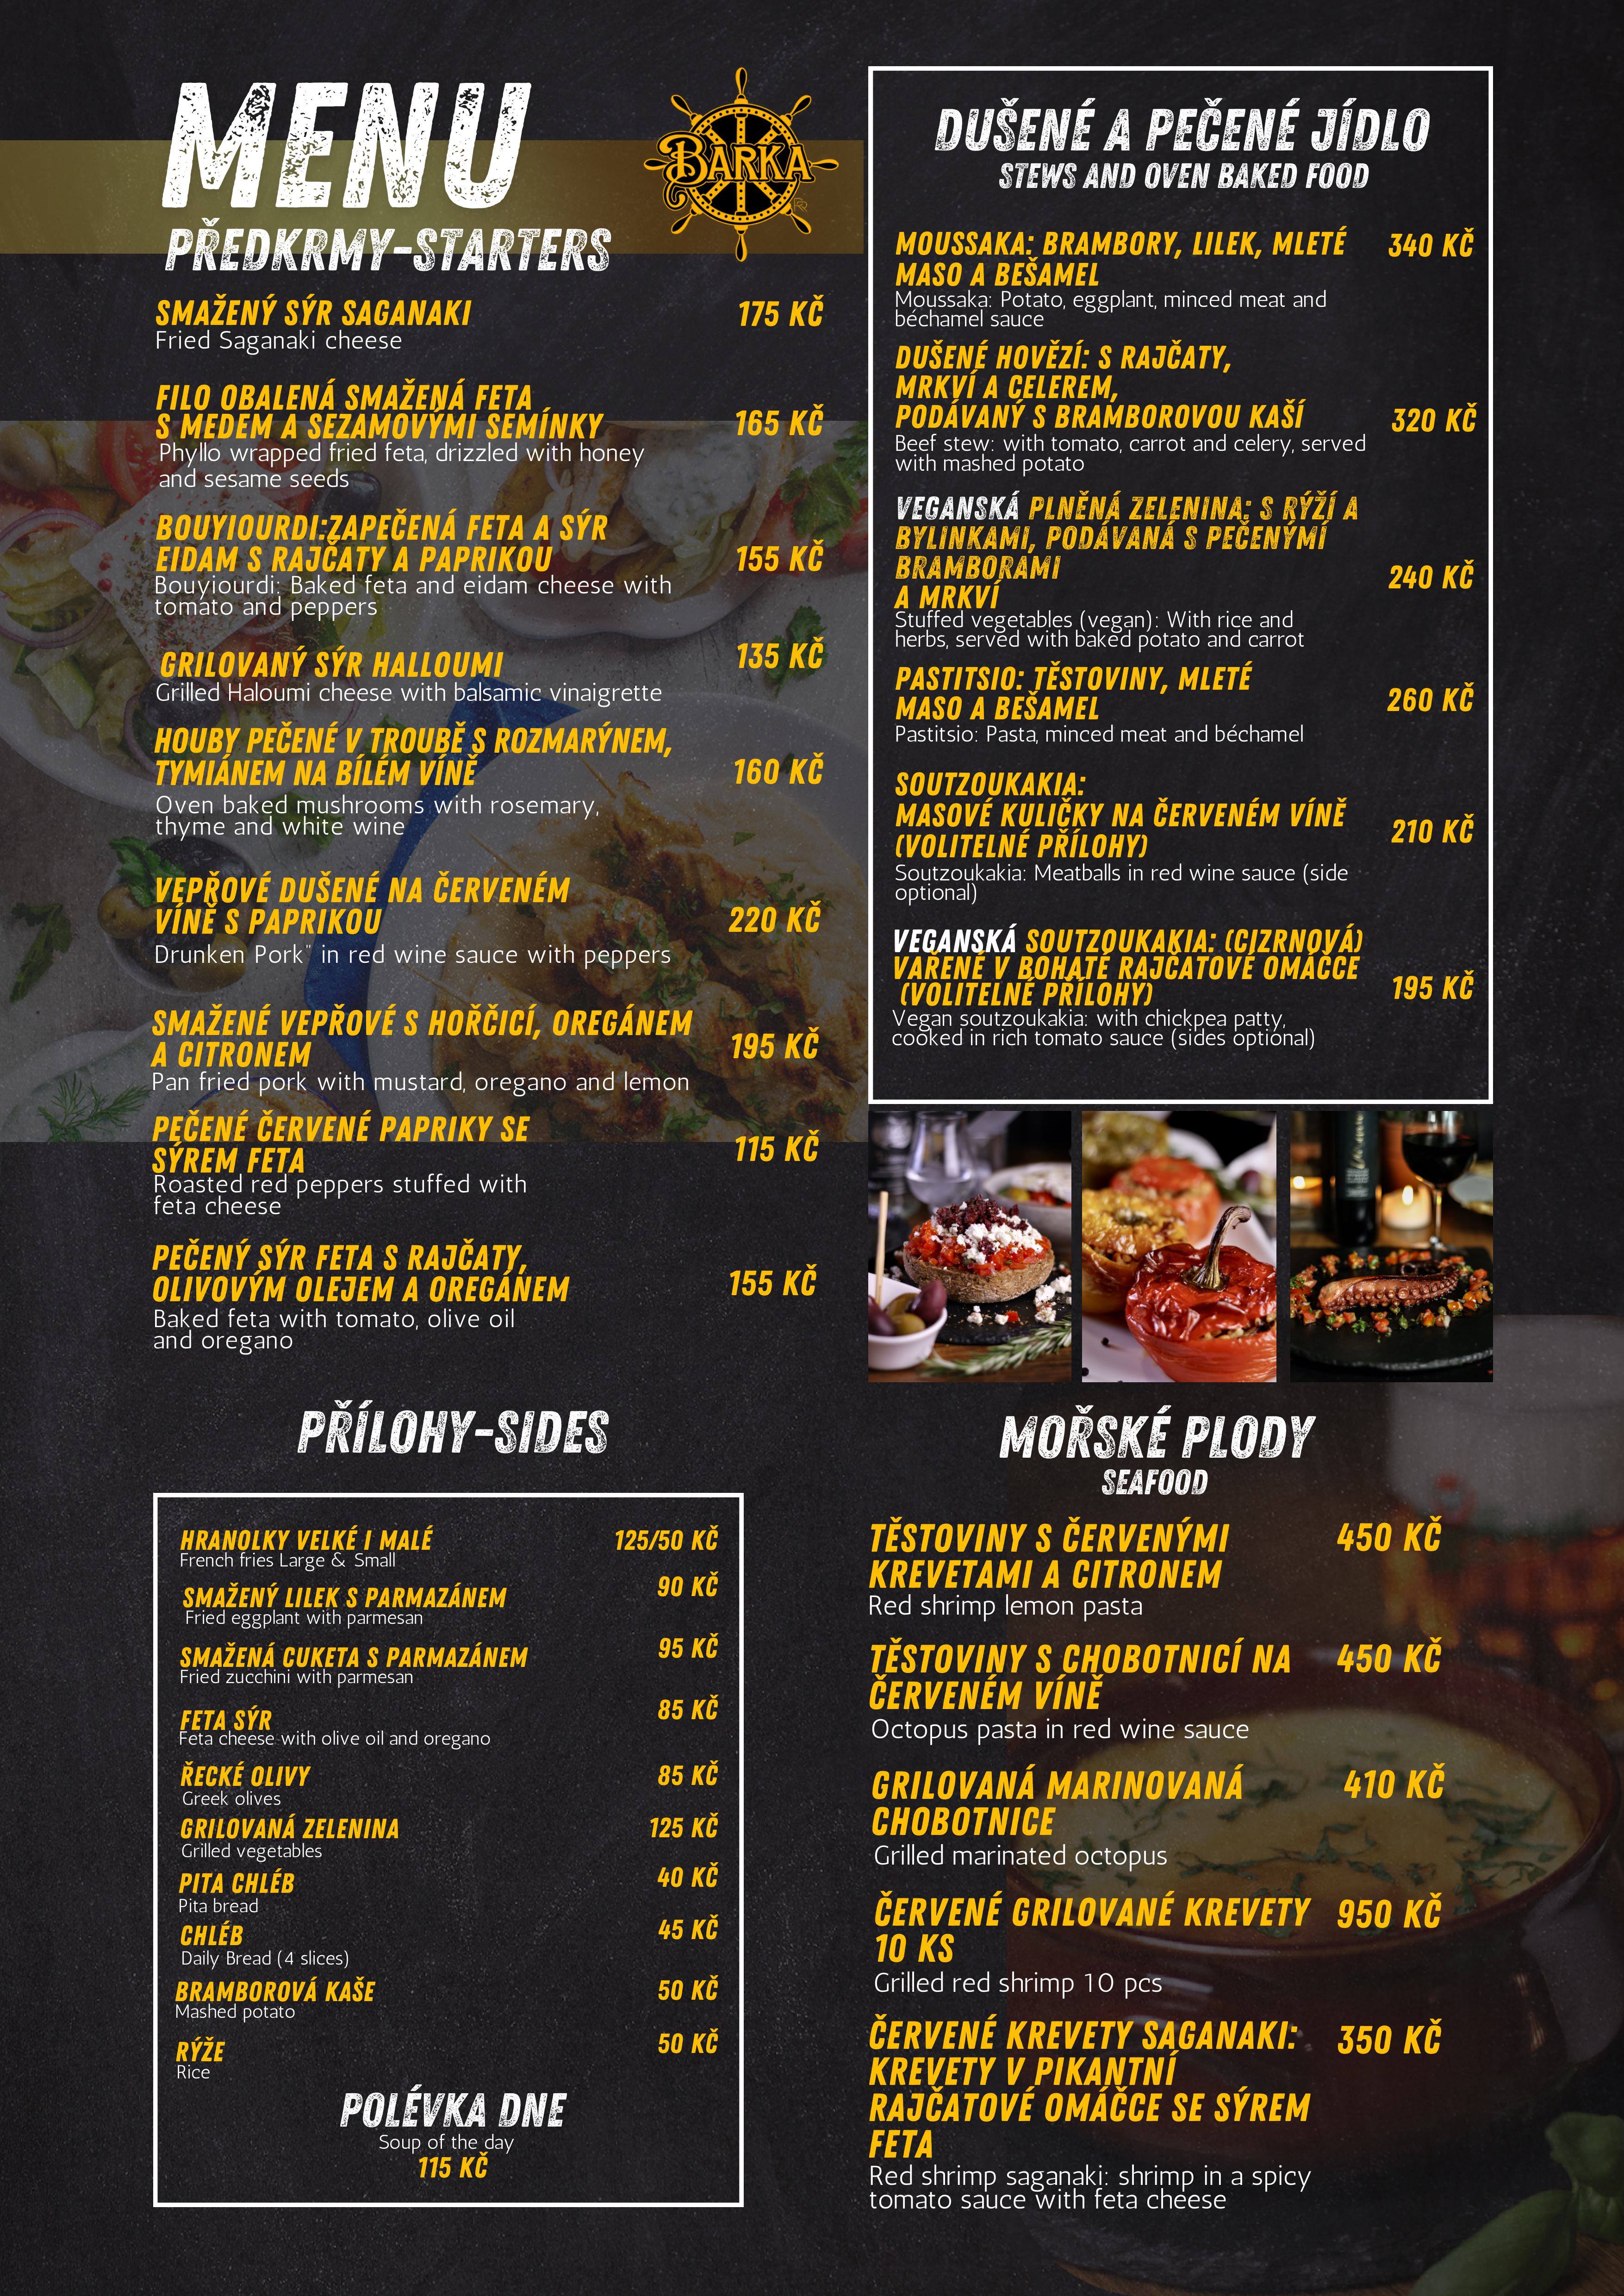 MENU
BARKA
PŘEDKRMY-STARTERS
SMAŽENÝ SÝR SAGANAKI 175 KČ
Fried Saganaki cheese
FILO OBALENÁ SMAŽENÁ FETA
S MEDEM A SEZAMOVÝMI SEMÍNKY 165 KČ
Phyllo wrapped fried feta, drizzled with honey
and sesame seeds
BOUYIOURDI:ZAPEČENÁ FETA A SÝR
EIDAM S RAJČATY A PAPRIKOU 155 KČ
Bouyiourdi: Baked feta and eidam cheese with
tomato and peppers
GRILOVANÝ SÝR HALLOUMI 135 KČ
Grilled Haloumi cheese with balsamic vinaigrette
HOUBY PEČENÉ V TROUBĚ S ROZMARÝNEM,
TYMIÁNEM NA BÍLÉM VÍNĚ 160 KČ
Oven baked mushrooms with rosemary,
thyme and white wine
VEPŘOVÉ DUŠENÉ NA ČERVENÉM
VÍNĚ S PAPRIKOU 220 KČ
Drunken Pork" in red wine sauce with peppers
SMAŽENÉ VEPŘOVÉ S HOŘČICÍ, OREGÁNEM
A CITRONEM 195 KČ
Pan fried pork with mustard, oregano and lemon
PEČENÉ ČERVENÉ PAPRIKY SE
SÝREM FETA 115 KČ
Roasted red peppers stuffed with
feta cheese
PEČENÝ SÝR FETA S RAJČATY,
OLIVOVÝM OLEJEM A OREGÁNEM 155 KČ
Baked feta with tomato, olive oil
and oregano
PŘÍLOHY-SIDES
HRANOLKY VELKÉ I MALÉ 125/50 KČ
French fries Large & Small
SMAŽENÝ LILEK S PARMAZÁNEM 90 KČ
Fried eggplant with parmesan
SMAŽENÁ CUKETA S PARMAZÁNEM 95 KČ
Fried zucchini with parmesan
FETA SÝR 85 KČ
Feta cheese with olive oil and oregano
ŘECKÉ OLIVY 85 KČ
Greek olives
GRILOVANÁ ZELENINA 125 KČ
Grilled vegetables
PITA CHLÉB 40 KČ
Pita bread
CHLÉB 45 KČ
Daily Bread (4 slices)
BRAMBOROVÁ KAŠE 50 KČ
Mashed potato
RÝŽE 50 KČ
Rice
POLÉVKA DNE
Soup of the day
115 KČ
DUŠENÉ A PEČENÉ JÍDLO
STEWS AND OVEN BAKED FOOD
MOUSSAKA: BRAMBORY, LILEK, MLETÉ 340 KČ
MASO A BEŠAMEL
Moussaka: Potato, eggplant, minced meat and
béchamel sauce
DUŠENÉ HOVĚZÍ: S RAJČATY,
MRKVÍ A CELEREM,
PODÁVANÝ S BRAMBOROVOU KAŠÍ 320 KČ
Beef stew: with tomato, carrot and celery, served
with mashed potato
VEGANSKÁ PLNĚNÁ ZELENINA: S RÝŽÍ A
BYLINKAMI, PODÁVANÁ S PEČENÝMÍ
BRAMBORAMI 240 KČ
A MRKVÍ
Stuffed vegetables (vegan): With rice and
herbs, served with baked potato and carrot
PASTITSIO: TĚSTOVINY, MLETÉ 260 KČ
MASO A BEŠAMEL
Pastitsio: Pasta, minced meat and béchamel
SOUTZOUKAKIA:
MASOVÉ KULIČKY NA ČERVENÉM VÍNĚ 210 KČ
(VOLITELNÉ PŘÍLOHY)
Soutzoukakia: Meatballs in red wine sauce (side
optional)
VEGANSKÁ SOUTZOUKAKIA: (CIZRNOVÁ)
VAŘENÉ V BOHATÉ RAJČATOVÉ OMÁČCE
(VOLITELNÉ PŘÍLOHY) 195 KČ
Vegan soutzoukakia: with chickpea patty,
cooked in rich tomato sauce (sides optional)
MOŘSKÉ PLODY
SEAFOOD
TĚSTOVINY S ČERVENÝMI 450 KČ
KREVETAMI A CITRONEM
Red shrimp lemon pasta
TĚSTOVINY S CHOBOTNICÍ NA 450 KČ
ČERVENÉM VÍNĚ
Octopus pasta in red wine sauce
GRILOVANÁ MARINOVANÁ 410 KČ
CHOBOTNICE
Grilled marinated octopus
ČERVENÉ GRILOVANÉ KREVETY 950 KČ
10 KS
Grilled red shrimp 10 pcs
ČERVENÉ KREVETY SAGANAKI: 350 KČ
KREVETY V PIKANTNÍ
RAJČATOVÉ OMÁČCE SE SÝREM
FETA
Red shrimp saganaki: shrimp in a spicy
tomato sauce with feta cheese